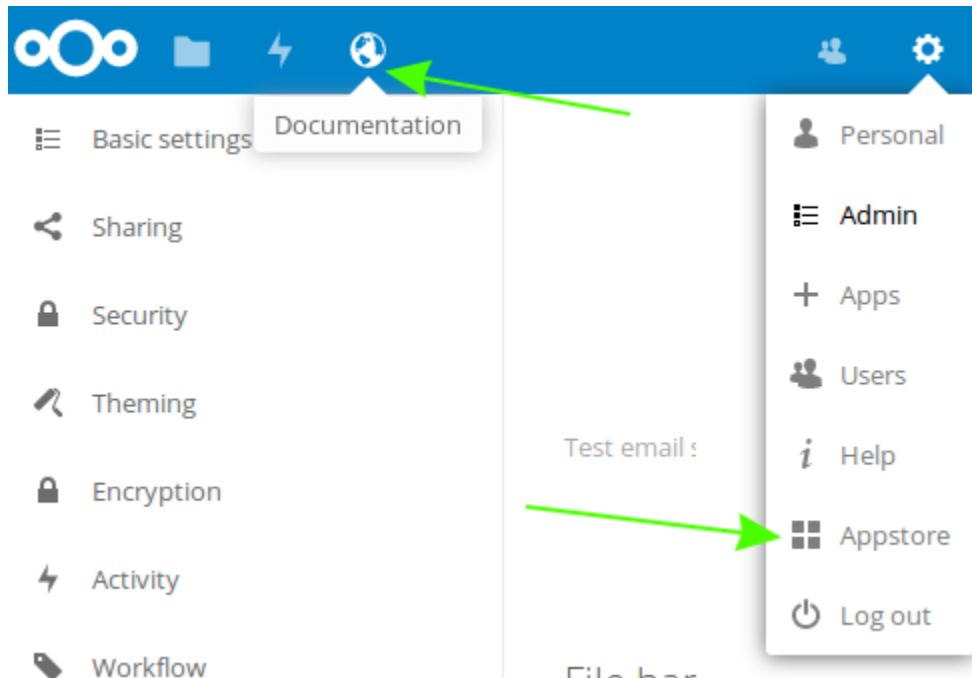 Documentation
Basic settings
Sharing
Security
Theming
Encryption
Activity
Workflow
Test email
Personal
Admin
Apps
Users
Help
Appstore
Log out